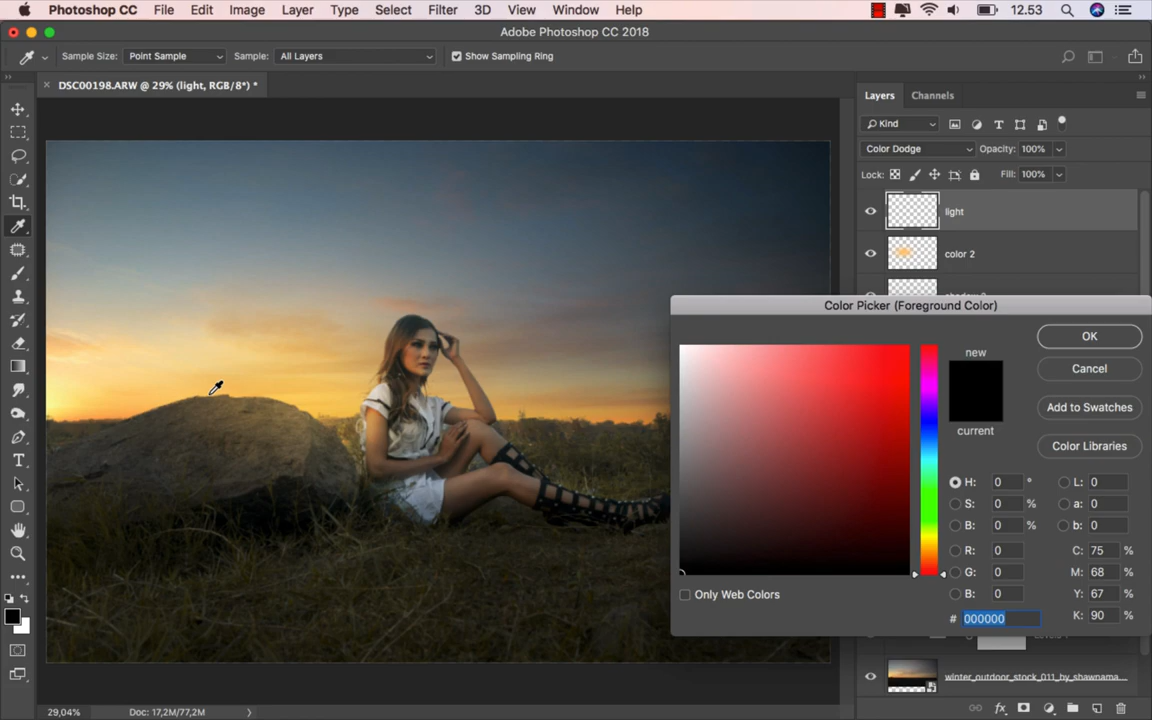 Photoshop CC File Edit Image Layer Type Select Filter 3D View Window Help 12.53
Adobe Photoshop CC 2018
Sample Size: Point Sample Sample: All Layers Show Sampling Ring
DSC00198.ARW @ 29% (light, RGB/8*) *
Layers Channels
Kind
Color Dodge Opacity: 100%
Lock: Fill: 100%
light
color 2
Color Picker (Foreground Color)
new
current
OK
Cancel
Add to Swatches
Color Libraries
H: 0 ° L: 0
S: 0 % a: 0
B: 0 % b: 0
R: 0 C: 75 %
G: 0 M: 68 %
B: 0 Y: 67 %
# 000000 K: 90 %
Only Web Colors
winter_outdoor_stock_011_by_shawnama...
29,04% Doc: 17,2M/77,2M